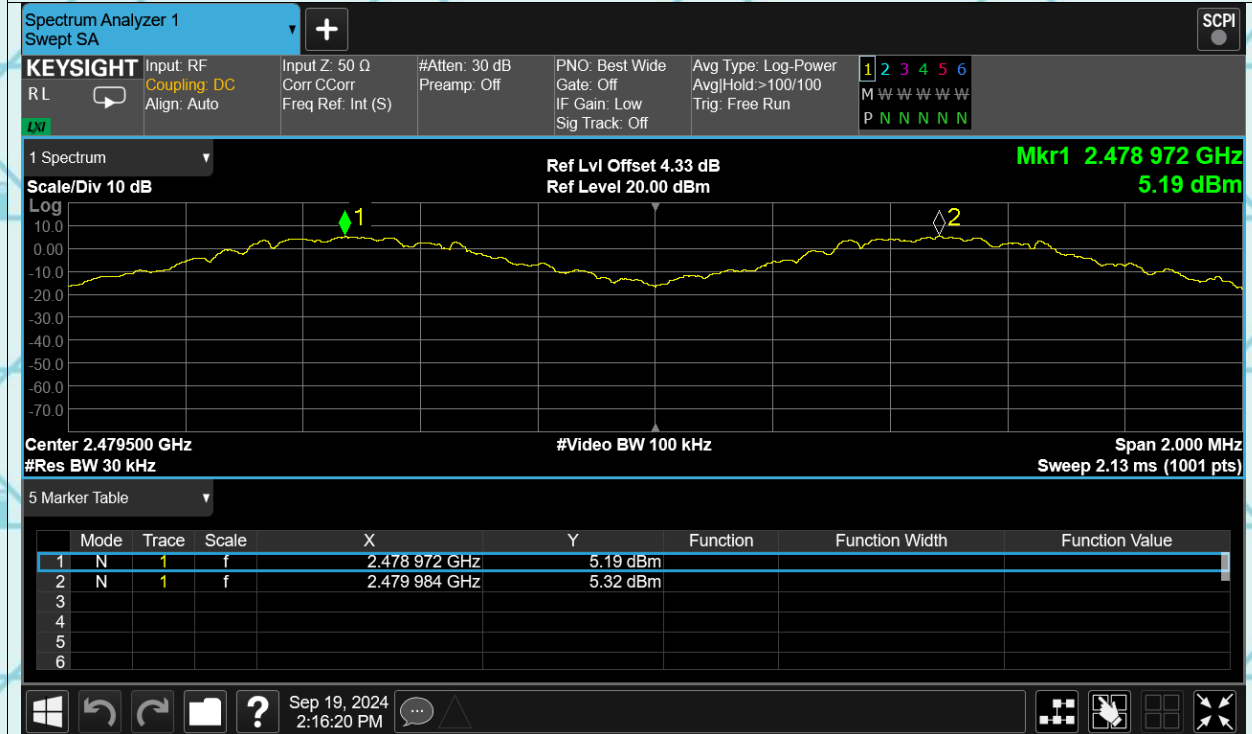 Spectrum Analyzer 1
Swept SA
+
SCPI
KEYSIGHT
R L
LXI
Input: RF
Coupling: DC
Align: Auto
Input Z: 50 Ω
Corr CCorr
Freq Ref: Int (S)
#Atten: 30 dB
Preamp: Off
PNO: Best Wide
Gate: Off
IF Gain: Low
Sig Track: Off
Avg Type: Log-Power
Avg|Hold:>100/100
Trig: Free Run
1 2 3 4 5 6
M W W W W W
P N N N N N
1 Spectrum
Scale/Div 10 dB
Ref Lvl Offset 4.33 dB
Ref Level 20.00 dBm
Mkr1 2.478 972 GHz
5.19 dBm
Log
10.0
0.00
-10.0
-20.0
-30.0
-40.0
-50.0
-60.0
-70.0
1
2
Center 2.479500 GHz
#Video BW 100 kHz
Span 2.000 MHz
#Res BW 30 kHz
Sweep 2.13 ms (1001 pts)
5 Marker Table
Mode Trace Scale X Y Function Function Width Function Value
1 N 1 f 2.478 972 GHz 5.19 dBm
2 N 1 f 2.479 984 GHz 5.32 dBm
3
4
5
6
?
Sep 19, 2024
2:16:20 PM